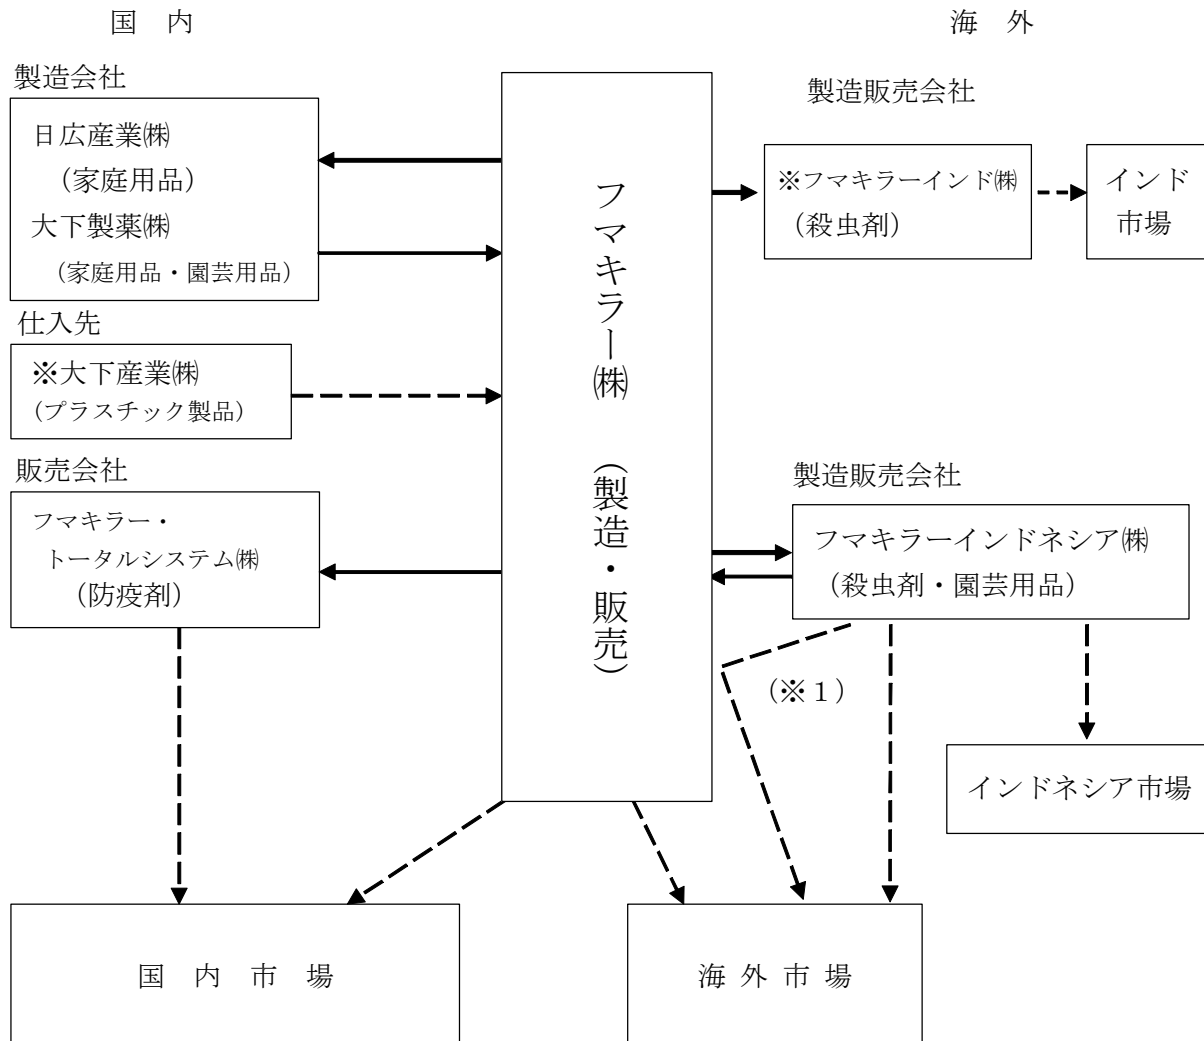 国 内
海 外
製造会社
日広産業㈱
（家庭用品）
大下製薬㈱
（家庭用品・園芸用品）
仕入先
※大下産業㈱
（プラスチック製品）
販売会社
フマキラー・
トータルシステム㈱
（防疫剤）
フマキラー㈱ （製造・販売）
製造販売会社
※フマキラーインド㈱
（殺虫剤）
インド
市場
製造販売会社
フマキラーインドネシア㈱
（殺虫剤・園芸用品）
（※１）
インドネシア市場
国 内 市 場
海 外 市 場